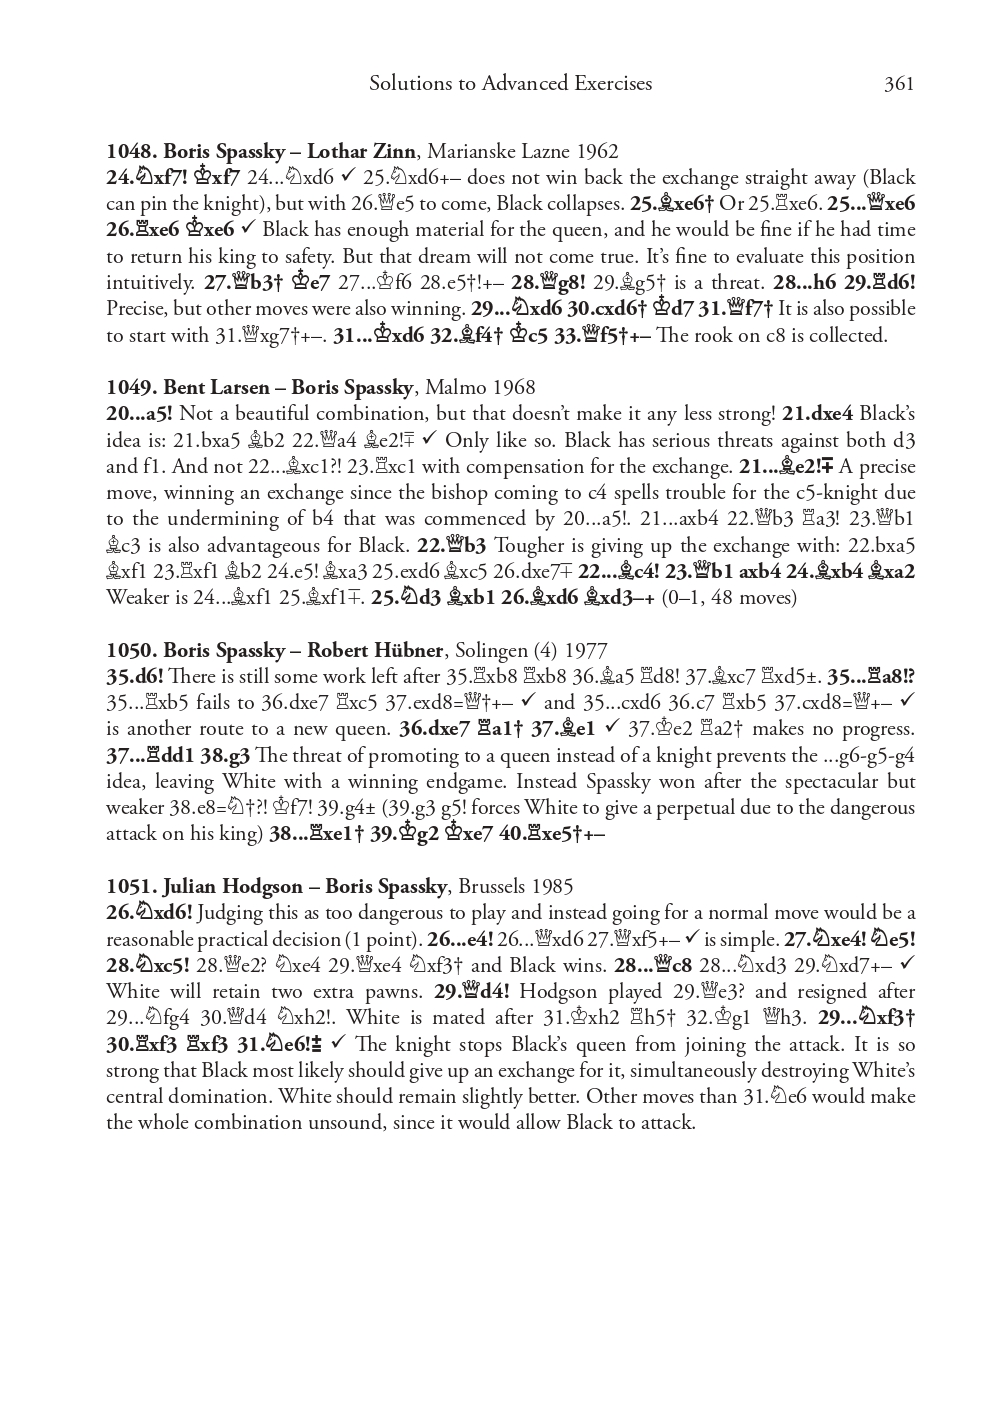 Solutions to Advanced Exercises 361
1048. Boris Spassky – Lothar Zinn, Marianske Lazne 1962
24.♘xf7! ♔xf7 24...♘xd6 ✓ 25.♘xd6+– does not win back the exchange straight away (Black
can pin the knight), but with 26.♕e5 to come, Black collapses. 25.♗xe6† Or 25.♖xe6. 25...♕xe6
26.♖xe6 ♔xe6 ✓ Black has enough material for the queen, and he would be fine if he had time
to return his king to safety. But that dream will not come true. It’s fine to evaluate this position
intuitively. 27.♕b3† ♔e7 27...♔f6 28.e5†!+– 28.♕g8! 29.♗g5† is a threat. 28...h6 29.♖d6!
Precise, but other moves were also winning. 29...♘xd6 30.cxd6† ♔d7 31.♕f7† It is also possible
to start with 31.♕xg7†+–. 31...♔xd6 32.♗f4† ♔c5 33.♕f5†+– The rook on c8 is collected.
1049. Bent Larsen – Boris Spassky, Malmo 1968
20...a5! Not a beautiful combination, but that doesn’t make it any less strong! 21.dxe4 Black’s
idea is: 21.bxa5 ♗b2 22.♕a4 ♗e2!∓ ✓ Only like so. Black has serious threats against both d3
and f1. And not 22...♗xc1?! 23.♖xc1 with compensation for the exchange. 21...♗e2!∓ A precise
move, winning an exchange since the bishop coming to c4 spells trouble for the c5-knight due
to the undermining of b4 that was commenced by 20...a5!. 21...axb4 22.♕b3 ♖a3! 23.♕b1
♗c3 is also advantageous for Black. 22.♕b3 Tougher is giving up the exchange with: 22.bxa5
♗xf1 23.♖xf1 ♗b2 24.e5! ♗xa3 25.exd6 ♗xc5 26.dxe7∓ 22...♗c4! 23.♕b1 axb4 24.♗xb4 ♗xa2
Weaker is 24...♗xf1 25.♗xf1∓. 25.♘d3 ♗xb1 26.♗xd6 ♗xd3–+ (0–1, 48 moves)
1050. Boris Spassky – Robert Hübner, Solingen (4) 1977
35.d6! There is still some work left after 35.♖xb8 ♖xb8 36.♗a5 ♖d8! 37.♗xc7 ♖xd5±. 35...♖a8!?
35...♖xb5 fails to 36.dxe7 ♖xc5 37.exd8=♕†+– ✓ and 35...cxd6 36.c7 ♖xb5 37.cxd8=♕+– ✓
is another route to a new queen. 36.dxe7 ♖a1† 37.♗e1 ✓ 37.♔e2 ♖a2† makes no progress.
37...♖dd1 38.g3 The threat of promoting to a queen instead of a knight prevents the ...g6-g5-g4
idea, leaving White with a winning endgame. Instead Spassky won after the spectacular but
weaker 38.e8=♘†?! ♔f7! 39.g4± (39.g3 g5! forces White to give a perpetual due to the dangerous
attack on his king) 38...♖xe1† 39.♔g2 ♔xe7 40.♖xe5†+–
1051. Julian Hodgson – Boris Spassky, Brussels 1985
26.♘xd6! Judging this as too dangerous to play and instead going for a normal move would be a
reasonable practical decision (1 point). 26...e4! 26...♕xd6 27.♕xf5+– ✓ is simple. 27.♘xe4! ♘e5!
28.♘xc5! 28.♕e2? ♘xe4 29.♕xe4 ♘xf3† and Black wins. 28...♕c8 28...♘xd3 29.♘xd7+– ✓
White will retain two extra pawns. 29.♕d4! Hodgson played 29.♕e3? and resigned after
29...♘fg4 30.♕d4 ♘xh2!. White is mated after 31.♔xh2 ♖h5† 32.♔g1 ♕h3. 29...♘xf3†
30.♖xf3 ♖xf3 31.♘e6!⩲ ✓ The knight stops Black’s queen from joining the attack. It is so
strong that Black most likely should give up an exchange for it, simultaneously destroying White’s
central domination. White should remain slightly better. Other moves than 31.♘e6 would make
the whole combination unsound, since it would allow Black to attack.